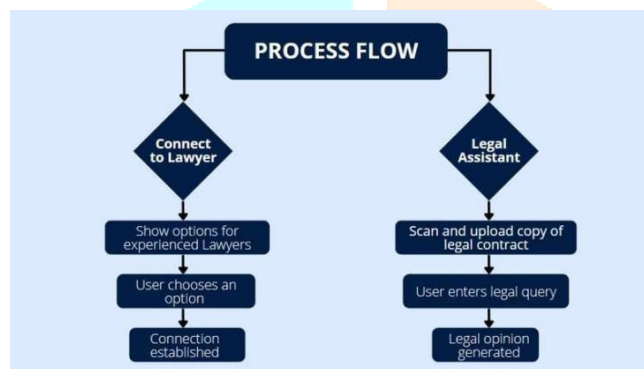 PROCESS FLOW
Connect
to Lawyer
Show options for
experienced Lawyers
User chooses an
option
Connection
established
Legal
Assistant
Scan and upload copy of
legal contract
User enters legal query
Legal opinion
generated